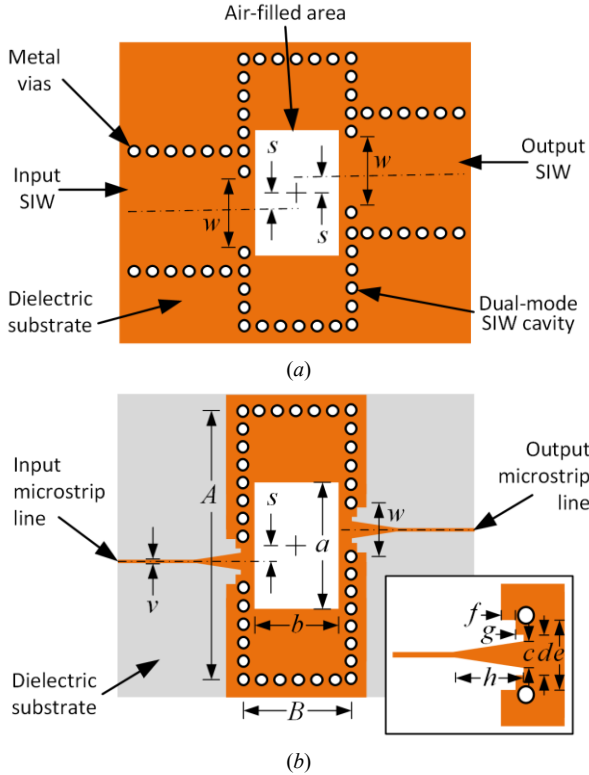 Air-filled area
Metal
vias
Input
SIW
Output
SIW
s
w
w
s
Dielectric
substrate
Dual-mode
SIW cavity
(a)
Input
microstrip
line
Output
microstrip
line
A
s
w
a
v
b
B
Dielectric
substrate
f
g
c d e
h
(b)